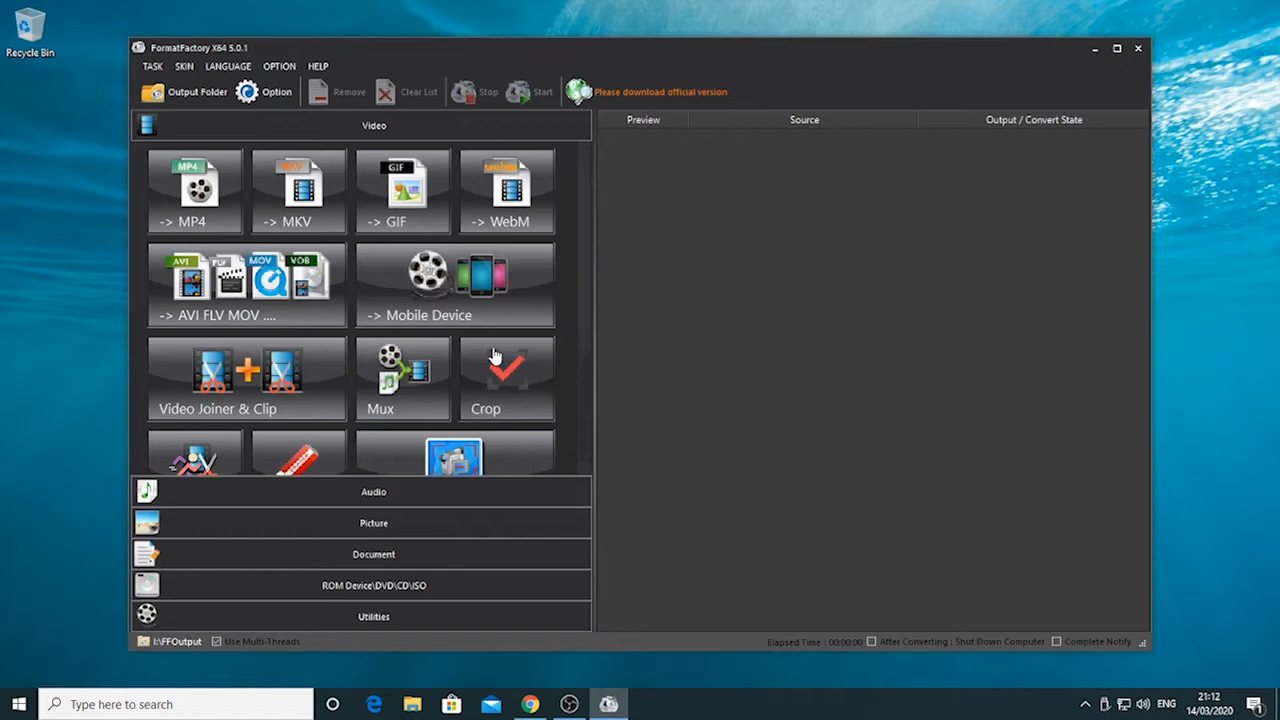 Recycle Bin
FormatFactory X64 5.0.1
TASK SKIN LANGUAGE OPTION HELP
Output Folder Option Remove Clear List Stop Start Please download official version
Video
Preview Source Output / Convert State
MP4 MKV GIF webm
-> MP4 -> MKV -> GIF -> WebM
AVI FLV MOV VOB
-> AVI FLV MOV .... -> Mobile Device
Video Joiner & Clip Mux Crop
Audio
Picture
Document
ROM Device\DVD\CD\ISO
Utilities
I:\FFOutput Use Multi-Threads Elapsed Time : 00:00:00 After Converting : Shut Down Computer Complete Notify
Type here to search
ENG
21:12
14/03/2020
1